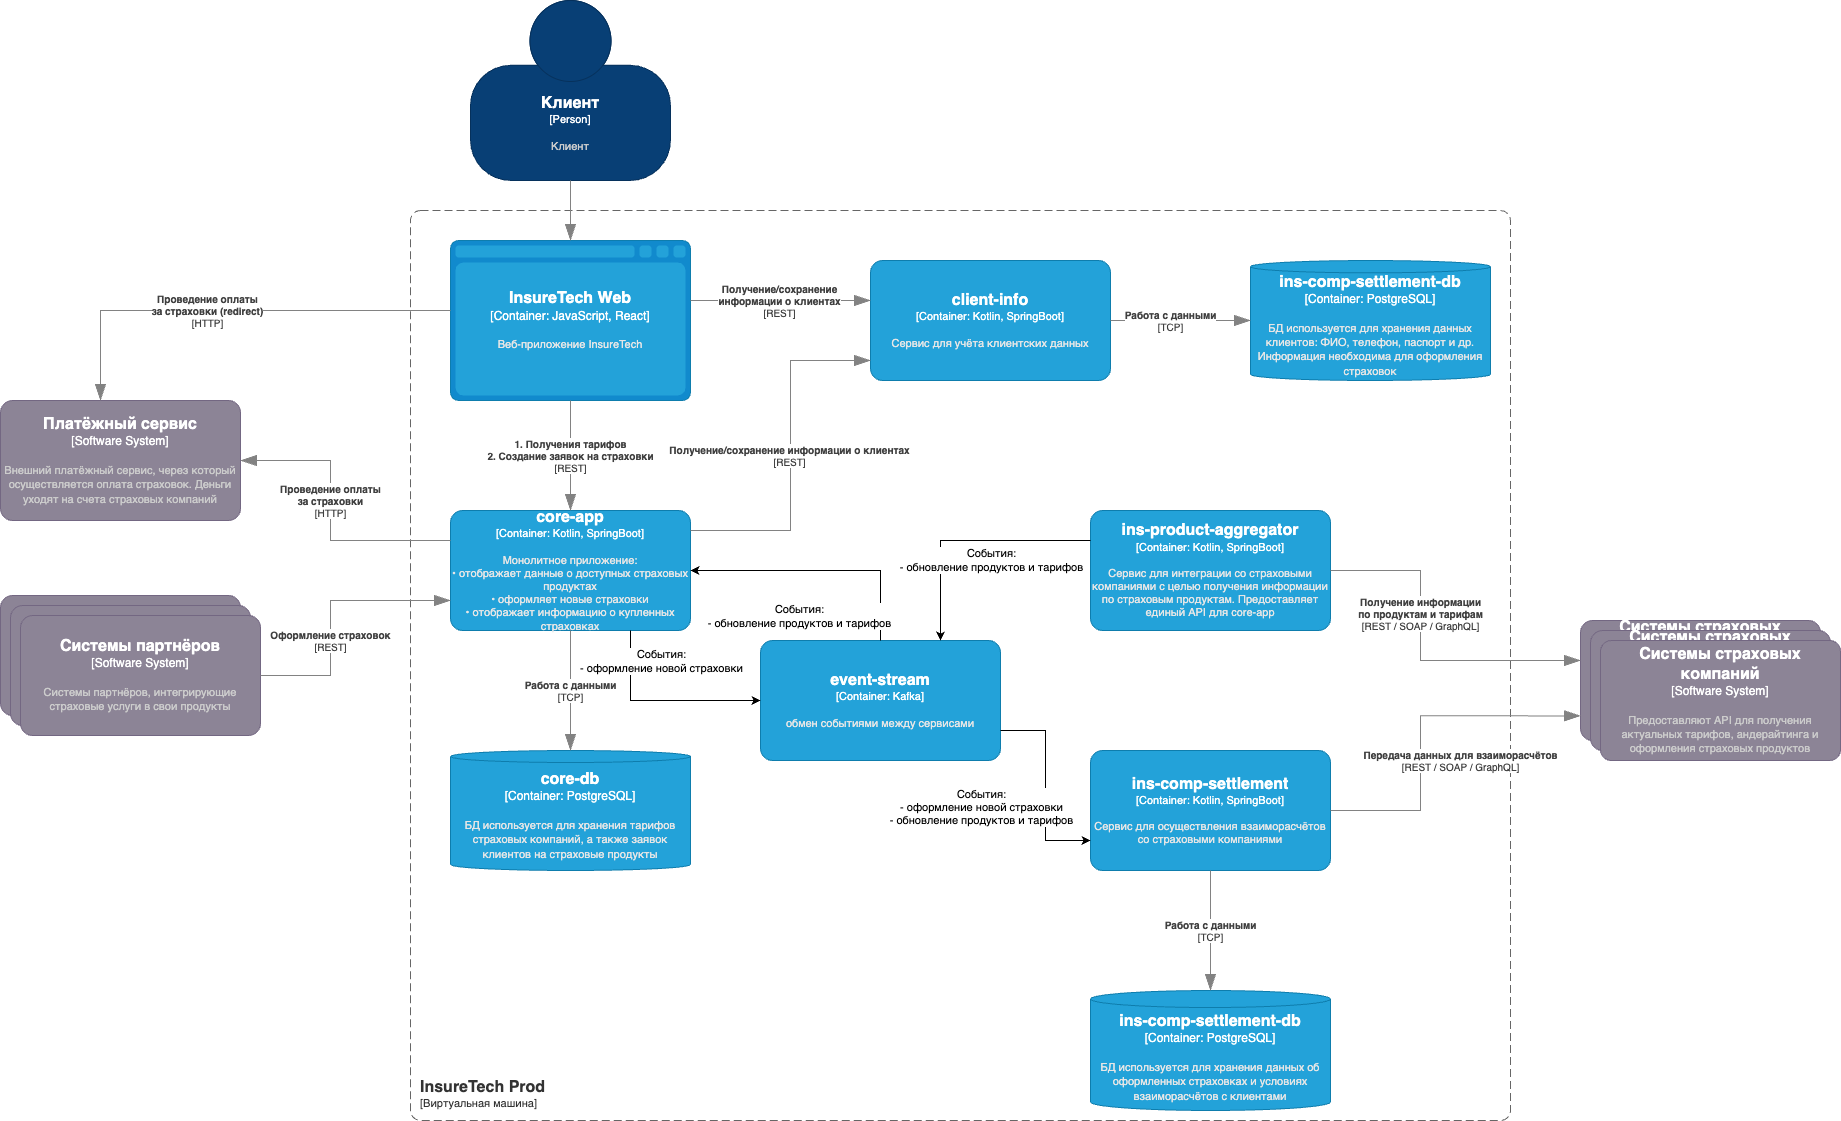 Клиент
[Person]
Клиент
InsureTech Web
[Container: JavaScript, React]
Веб-приложение InsureTech
Получение/сохранение
информации о клиентах
[REST]
client-info
[Container: Kotlin, SpringBoot]
Сервис для учёта клиентских данных
Работа с данными
[TCP]
ins-comp-settlement-db
[Container: PostgreSQL]
БД используется для хранения данных
клиентов: ФИО, телефон, паспорт и др.
Информация необходима для оформления
страховок
Проведение оплаты
за страховки (redirect)
[HTTP]
Платёжный сервис
[Software System]
Внешний платёжный сервис, через который
осуществляется оплата страховок. Деньги
уходят на счета страховых компаний
Проведение оплаты
за страховки
[HTTP]
1. Получения тарифов
2. Создание заявок на страховки
[REST]
Получение/сохранение информации о клиентах
[REST]
core-app
[Container: Kotlin, SpringBoot]
Монолитное приложение:
• отображает данные о доступных страховых
продуктах
• оформляет новые страховки
• отображает информацию о купленных
страховках
События:
- обновление продуктов и тарифов
ins-product-aggregator
[Container: Kotlin, SpringBoot]
Сервис для интеграции со страховыми
компаниями с целью получения информации
по страховым продуктам. Предоставляет
единый API для core-app
Получение информации
по продуктам и тарифам
[REST / SOAP / GraphQL]
События:
- обновление продуктов и тарифов
Системы партнёров
[Software System]
Системы партнёров, интегрирующие
страховые услуги в свои продукты
Оформление страховок
[REST]
События:
- оформление новой страховки
Работа с данными
[TCP]
event-stream
[Container: Kafka]
обмен событиями между сервисами
Системы страховых
Системы страховых
Системы страховых
компаний
[Software System]
Предоставляют API для получения
актуальных тарифов, андерайтинга и
оформления страховых продуктов
Передача данных для взаиморасчётов
[REST / SOAP / GraphQL]
core-db
[Container: PostgreSQL]
БД используется для хранения тарифов
страховых компаний, а также заявок
клиентов на страховые продукты
События:
- оформление новой страховки
- обновление продуктов и тарифов
ins-comp-settlement
[Container: Kotlin, SpringBoot]
Сервис для осуществления взаиморасчётов
со страховыми компаниями
Работа с данными
[TCP]
ins-comp-settlement-db
[Container: PostgreSQL]
БД используется для хранения данных об
оформленных страховках и условиях
взаиморасчётов с клиентами
InsureTech Prod
[Виртуальная машина]